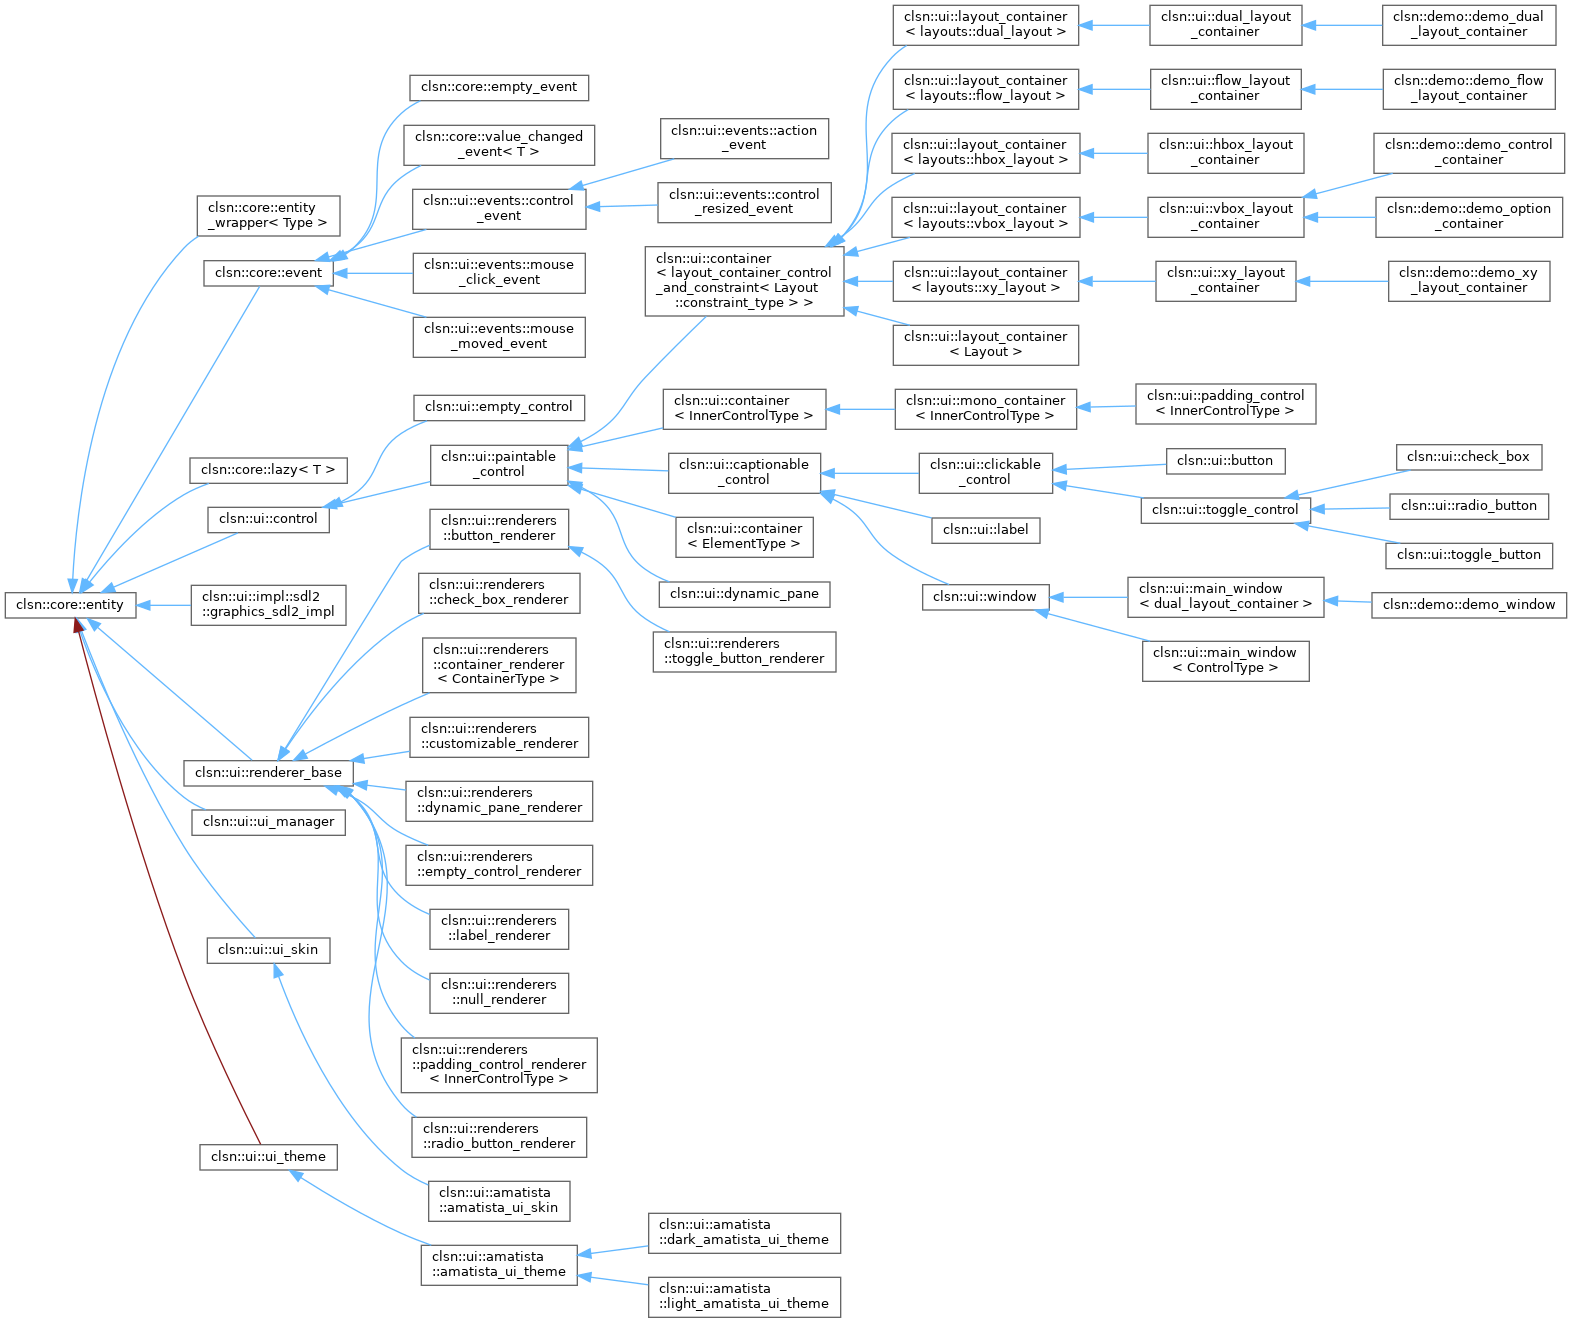 clsn::core::entity
clsn::core::entity
_wrapper< Type >
clsn::core::event
clsn::core::empty_event
clsn::core::value_changed
_event< T >
clsn::ui::events::control
_event
clsn::ui::events::action
_event
clsn::ui::events::control
_resized_event
clsn::ui::events::mouse
_click_event
clsn::ui::events::mouse
_moved_event
clsn::core::lazy< T >
clsn::ui::control
clsn::ui::empty_control
clsn::ui::paintable
_control
clsn::ui::container
< layout_container_control
_and_constraint< Layout
::constraint_type > >
clsn::ui::layout_container
< layouts::dual_layout >
clsn::ui::dual_layout
_container
clsn::demo::demo_dual
_layout_container
clsn::ui::layout_container
< layouts::flow_layout >
clsn::ui::flow_layout
_container
clsn::demo::demo_flow
_layout_container
clsn::ui::layout_container
< layouts::hbox_layout >
clsn::ui::hbox_layout
_container
clsn::ui::layout_container
< layouts::vbox_layout >
clsn::ui::vbox_layout
_container
clsn::demo::demo_control
_container
clsn::demo::demo_option
_container
clsn::ui::layout_container
< layouts::xy_layout >
clsn::ui::xy_layout
_container
clsn::demo::demo_xy
_layout_container
clsn::ui::layout_container
< Layout >
clsn::ui::container
< InnerControlType >
clsn::ui::mono_container
< InnerControlType >
clsn::ui::padding_control
< InnerControlType >
clsn::ui::captionable
_control
clsn::ui::clickable
_control
clsn::ui::button
clsn::ui::toggle_control
clsn::ui::check_box
clsn::ui::radio_button
clsn::ui::toggle_button
clsn::ui::label
clsn::ui::window
clsn::ui::main_window
< dual_layout_container >
clsn::demo::demo_window
clsn::ui::main_window
< ControlType >
clsn::ui::container
< ElementType >
clsn::ui::dynamic_pane
clsn::ui::impl::sdl2
::graphics_sdl2_impl
clsn::ui::renderer_base
clsn::ui::renderers
::button_renderer
clsn::ui::renderers
::toggle_button_renderer
clsn::ui::renderers
::check_box_renderer
clsn::ui::renderers
::container_renderer
< ContainerType >
clsn::ui::renderers
::customizable_renderer
clsn::ui::renderers
::dynamic_pane_renderer
clsn::ui::renderers
::empty_control_renderer
clsn::ui::renderers
::label_renderer
clsn::ui::renderers
::null_renderer
clsn::ui::renderers
::padding_control_renderer
< InnerControlType >
clsn::ui::renderers
::radio_button_renderer
clsn::ui::ui_manager
clsn::ui::ui_skin
clsn::ui::amatista
::amatista_ui_skin
clsn::ui::ui_theme
clsn::ui::amatista
::amatista_ui_theme
clsn::ui::amatista
::dark_amatista_ui_theme
clsn::ui::amatista
::light_amatista_ui_theme